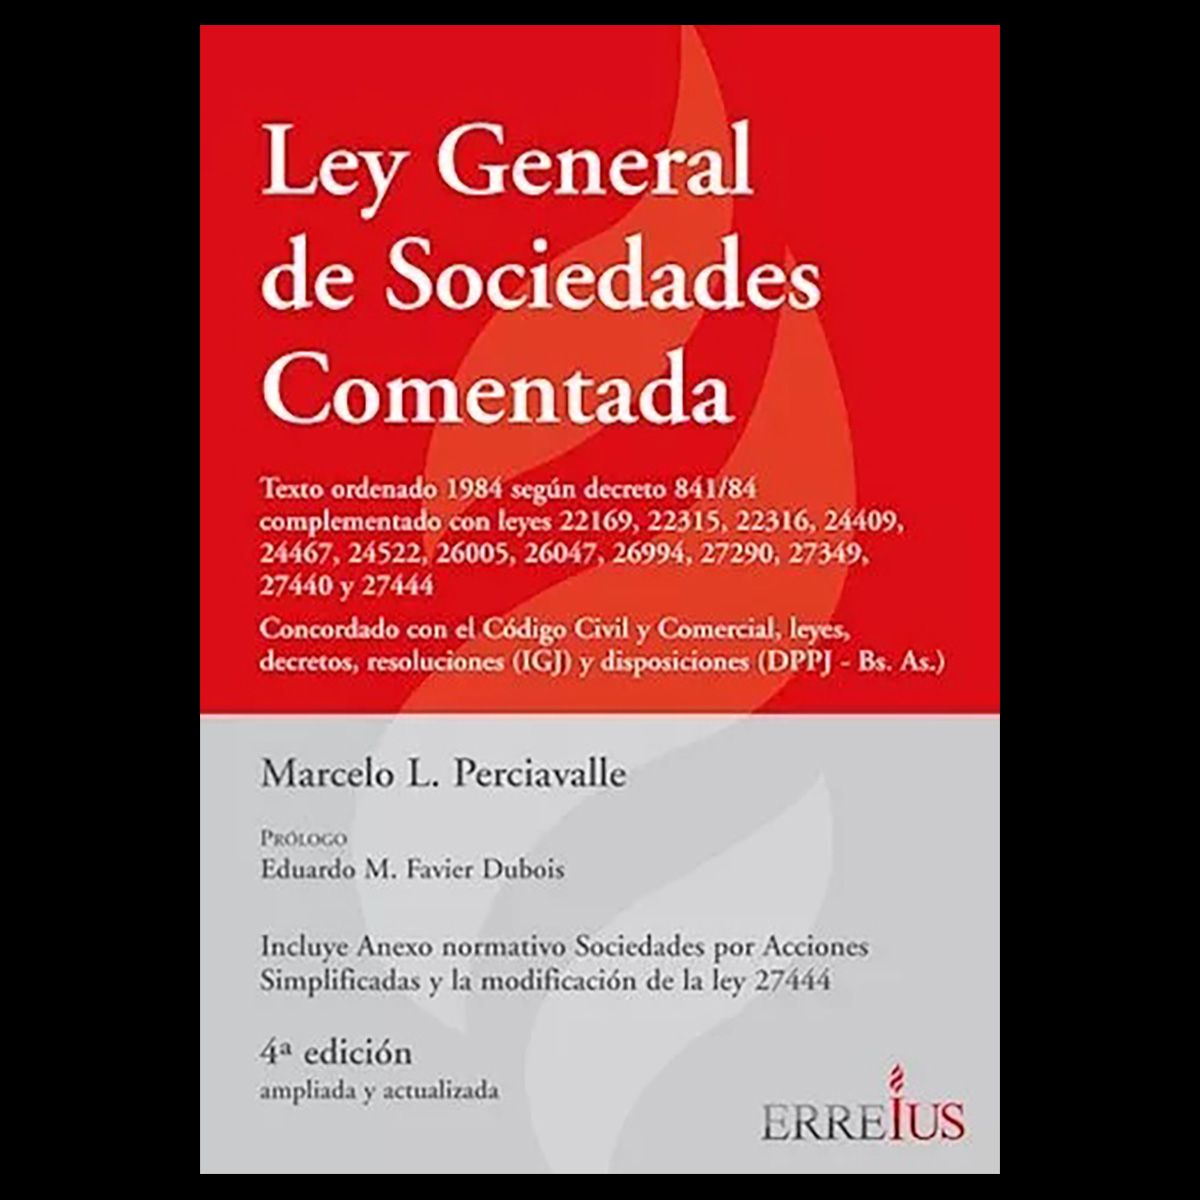 Ley General
de Sociedades
Comentada
Texto ordenado 1984 según decreto 841/84
complementado con leyes 22169, 22315, 22316, 24409,
24467, 24522, 26005, 26047, 26994, 27290, 27349,
27440 y 27444
Concordado con el Código Civil y Comercial, leyes,
decretos, resoluciones (IGJ) y disposiciones (DPPJ - Bs. As.)
Marcelo L. Perciavalle
PRÓLOGO
Eduardo M. Favier Dubois
Incluye Anexo normativo Sociedades por Acciones
Simplificadas y la modificación de la ley 27444
4ª edición
ampliada y actualizada
ERREIUS